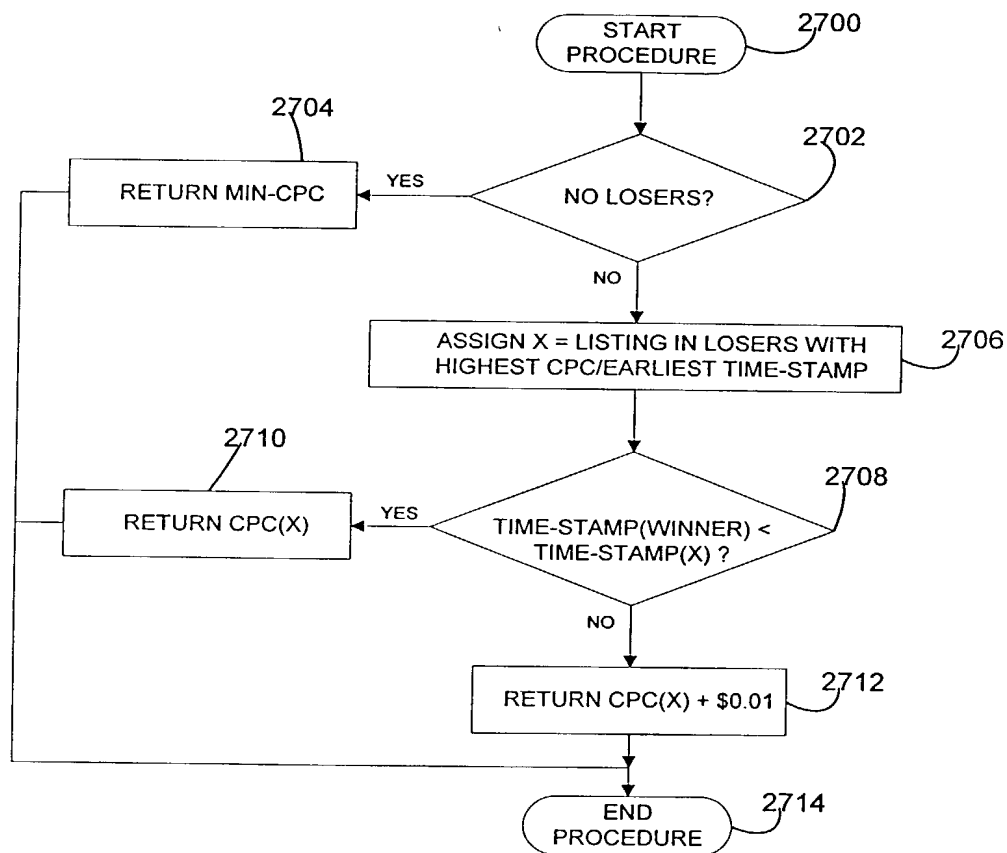 START
PROCEDURE
2700
2704
2702
RETURN MIN-CPC
YES
NO LOSERS?
NO
ASSIGN X = LISTING IN LOSERS WITH
HIGHEST CPC/EARLIEST TIME-STAMP
2706
2710
2708
RETURN CPC(X)
YES
TIME-STAMP(WINNER) <
TIME-STAMP(X) ?
NO
RETURN CPC(X) + $0.01
2712
END
PROCEDURE
2714